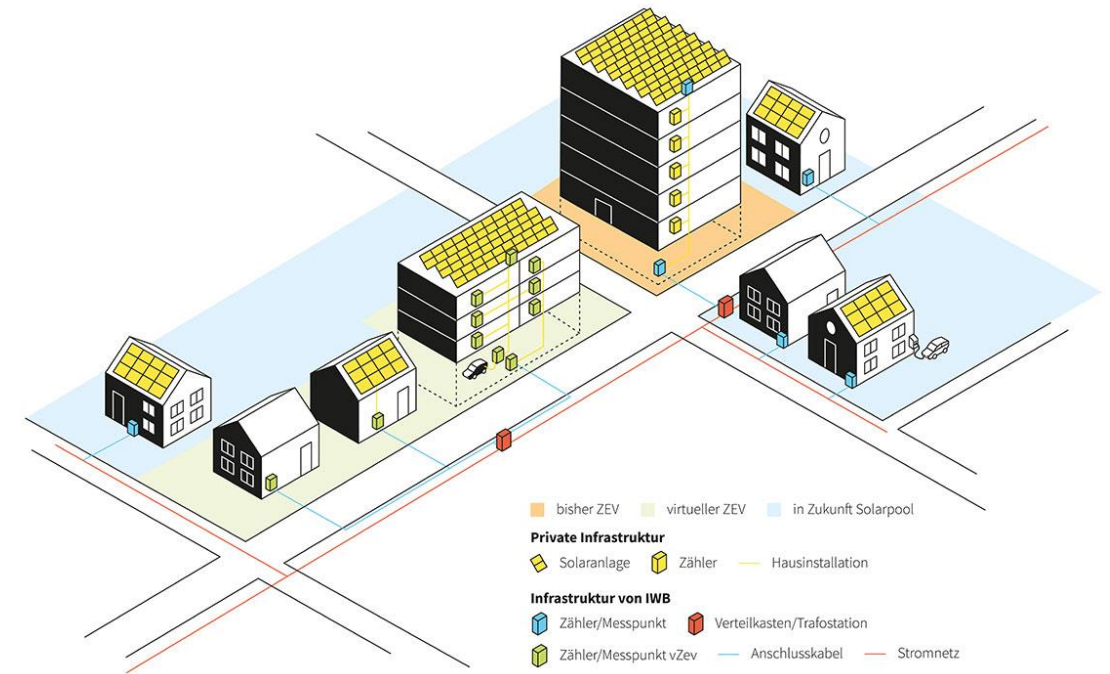 bisher ZEV virtueller ZEV in Zukunft Solarpool
Private Infrastruktur
Solaranlage Zähler Hausinstallation
Infrastruktur von IWB
Zähler/Messpunkt Verteilkasten/Trafostation
Zähler/Messpunkt vZev Anschlusskabel Stromnetz